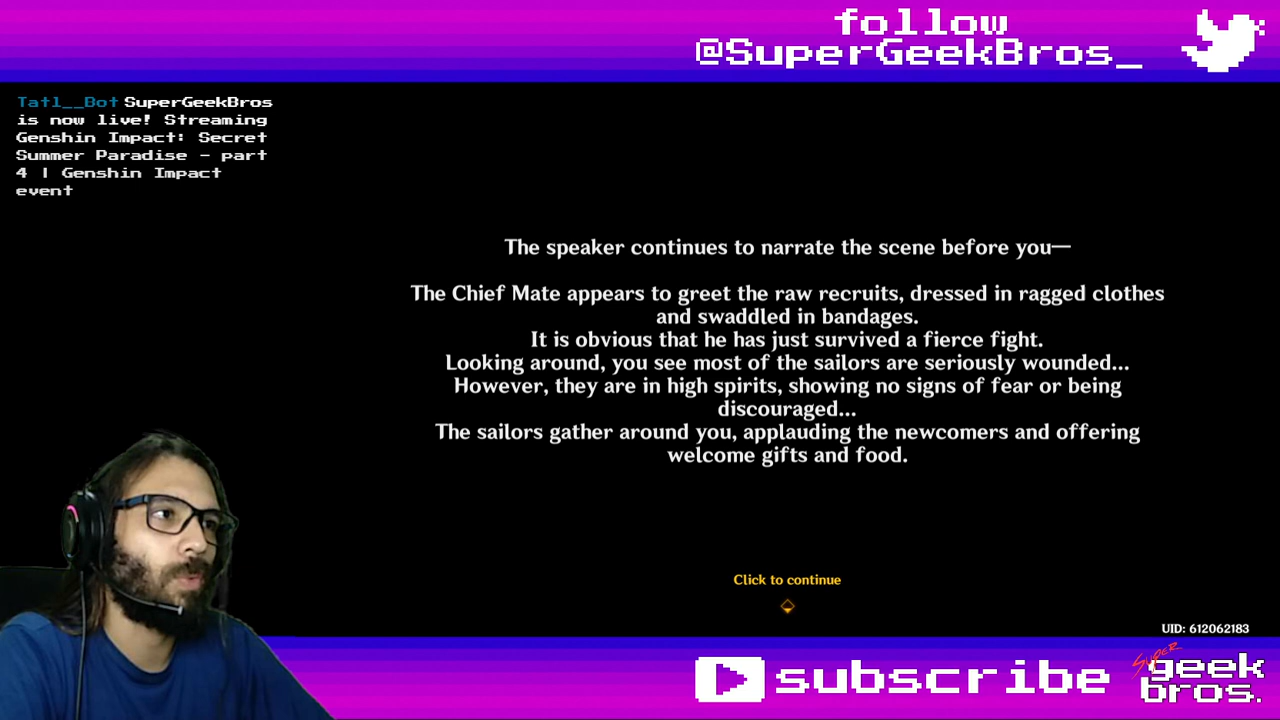 follow
@SuperGeekBros_
Tatl__Bot SuperGeekBros
is now live! Streaming
Genshin Impact: Secret
Summer Paradise - part
4 | Genshin Impact
event
The speaker continues to narrate the scene before you—
The Chief Mate appears to greet the raw recruits, dressed in ragged clothes
and swaddled in bandages.
It is obvious that he has just survived a fierce fight.
Looking around, you see most of the sailors are seriously wounded...
However, they are in high spirits, showing no signs of fear or being
discouraged...
The sailors gather around you, applauding the newcomers and offering
welcome gifts and food.
Click to continue
UID: 612062183
subscribe
SUPER
geek
bros.